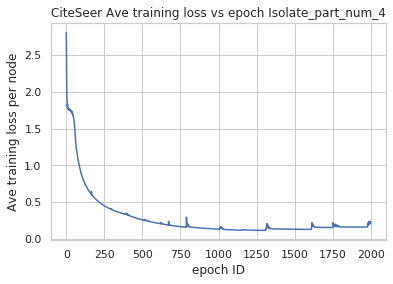 CiteSeer Ave training loss vs epoch Isolate_part_num_4
Ave training loss per node
2.5
2.0
1.5
1.0
0.5
0.0
0 250 500 750 1000 1250 1500 1750 2000
epoch ID